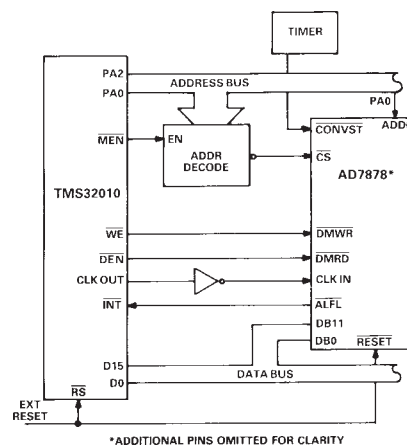 TIMER
PA2
ADDRESS BUS
PA0
PA0
ADD
MEN
EN
CONVST
ADDR
DECODE
CS
AD7878*
TMS32010
WE
DMWR
DEN
DMRD
CLK OUT
CLK IN
INT
ALFL
DB11
DB0
RESET
D15
DATA BUS
D0
RS
EXT
RESET
*ADDITIONAL PINS OMITTED FOR CLARITY